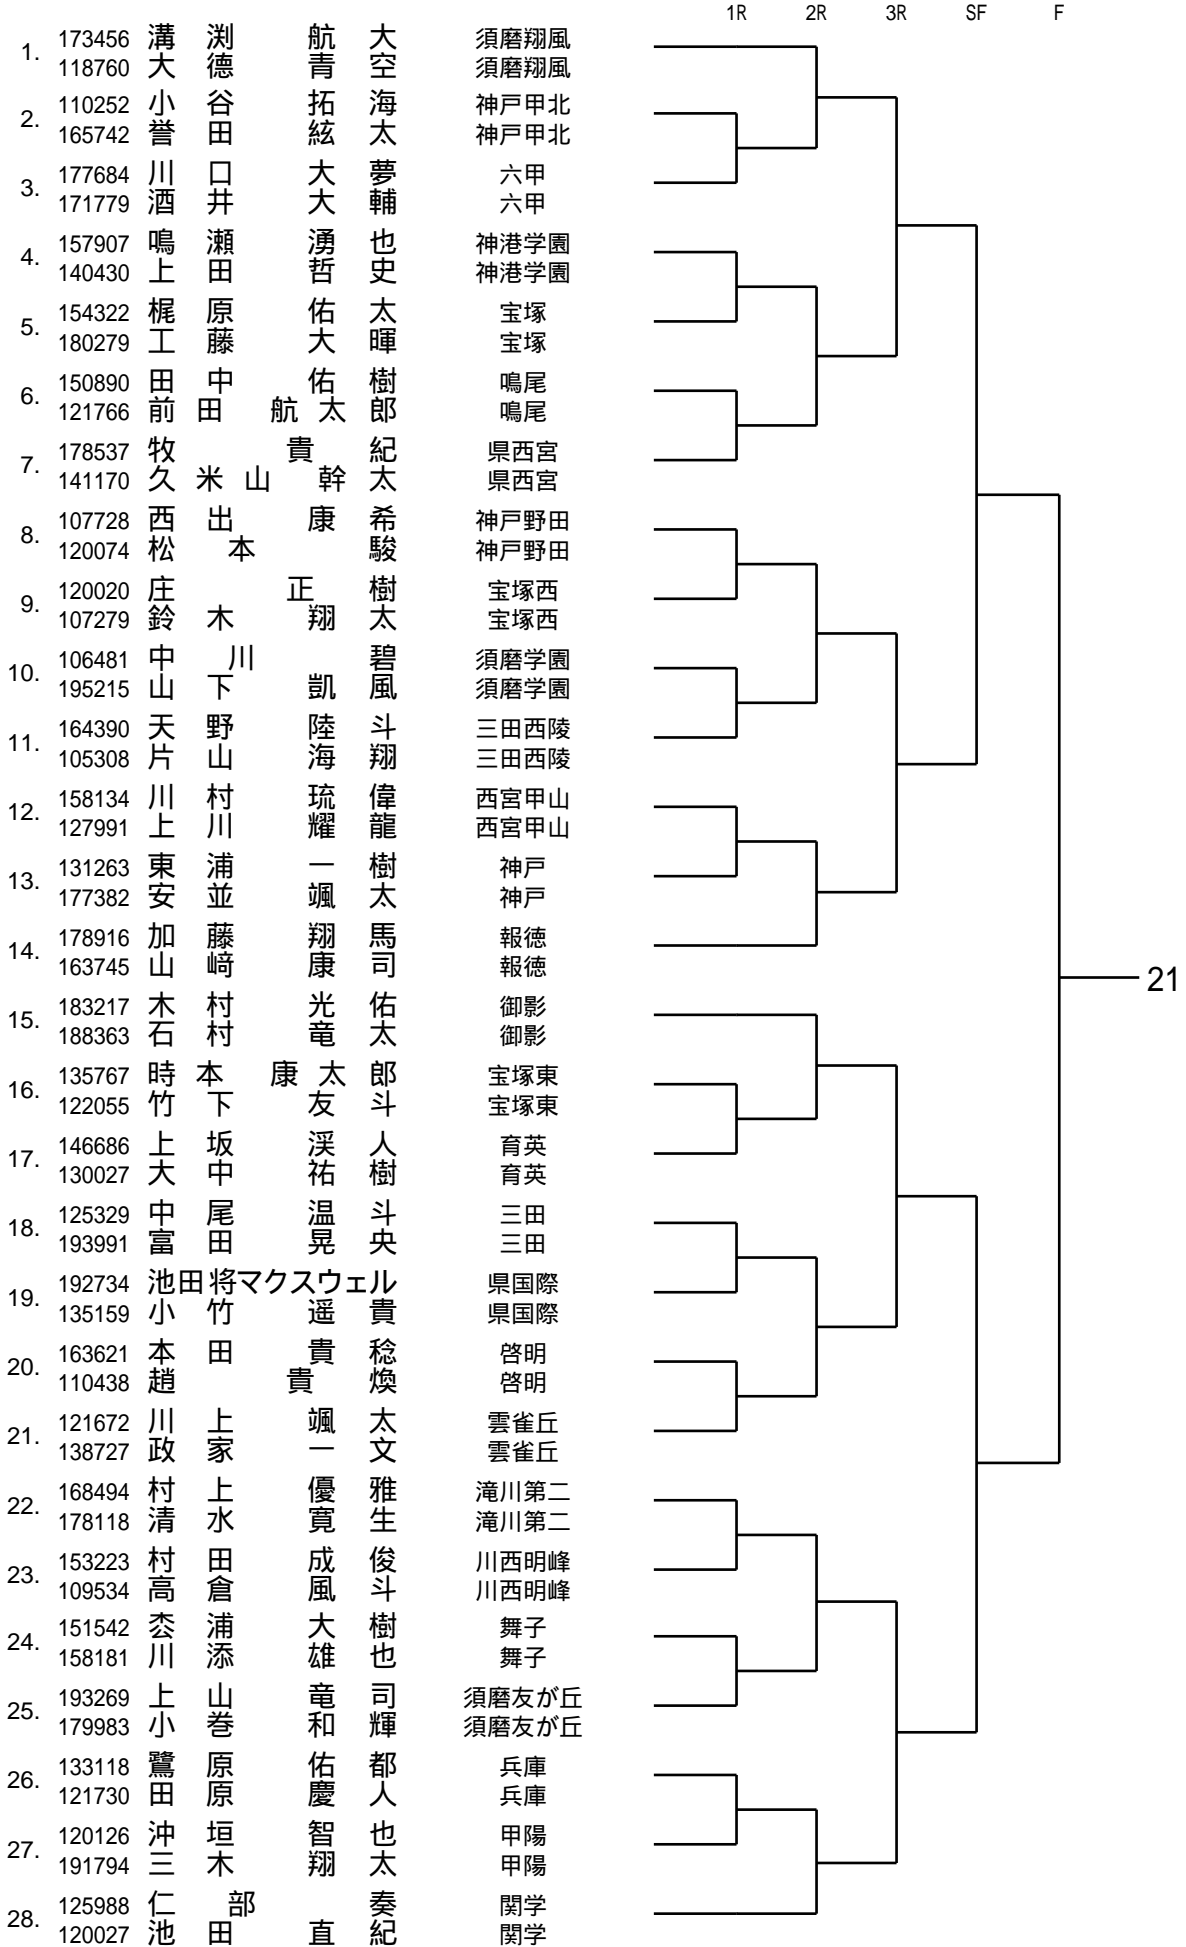 1R 2R 3R SF F
1. 173456 溝渕 航大 須磨翔風
118760 大德 青空 須磨翔風
2. 110252 小谷 拓海 神戸甲北
165742 誉田 絃太 神戸甲北
3. 177684 川口 大夢 六甲
171779 酒井 大輔 六甲
4. 157907 鳴瀬 湧也 神港学園
140430 上田 哲史 神港学園
5. 154322 梶原 佑太 宝塚
180279 工藤 大暉 宝塚
6. 150890 田中 佑樹 鳴尾
121766 前田 航太郎 鳴尾
7. 178537 牧 貴紀 県西宮
141170 久米山 幹太 県西宮
8. 107728 西出 康希 神戸野田
120074 松本 駿 神戸野田
9. 120020 庄 正樹 宝塚西
107279 鈴木 翔太 宝塚西
10. 106481 中川 碧 須磨学園
195215 山下 凱風 須磨学園
11. 164390 天野 陸斗 三田西陵
105308 片山 海翔 三田西陵
12. 158134 川村 琉偉 西宮甲山
127991 上川 耀龍 西宮甲山
13. 131263 東浦 一樹 神戸
177382 安並 颯太 神戸
14. 178916 加藤 翔馬 報徳
163745 山﨑 康司 報徳
21
15. 183217 木村 光佑 御影
188363 石村 竜太 御影
16. 135767 時本 康太郎 宝塚東
122055 竹下 友斗 宝塚東
17. 146686 上坂 渓人 育英
130027 大中 祐樹 育英
18. 125329 中尾 温斗 三田
193991 富田 晃央 三田
19. 192734 池田将マクスウェル 県国際
135159 小竹 遥貴 県国際
20. 163621 本田 貴稔 啓明
110438 趙 貴煥 啓明
21. 121672 川上 颯太 雲雀丘
138727 政家 一文 雲雀丘
22. 168494 村上 優雅 滝川第二
178118 清水 寛生 滝川第二
23. 153223 村田 成俊 川西明峰
109534 高倉 風斗 川西明峰
24. 151542 枩浦 大樹 舞子
158181 川添 雄也 舞子
25. 193269 上山 竜司 須磨友が丘
179983 小巻 和輝 須磨友が丘
26. 133118 鷺原 佑都 兵庫
121730 田原 慶人 兵庫
27. 120126 沖垣 智也 甲陽
191794 三木 翔太 甲陽
28. 125988 仁部 奏 関学
120027 池田 直紀 関学